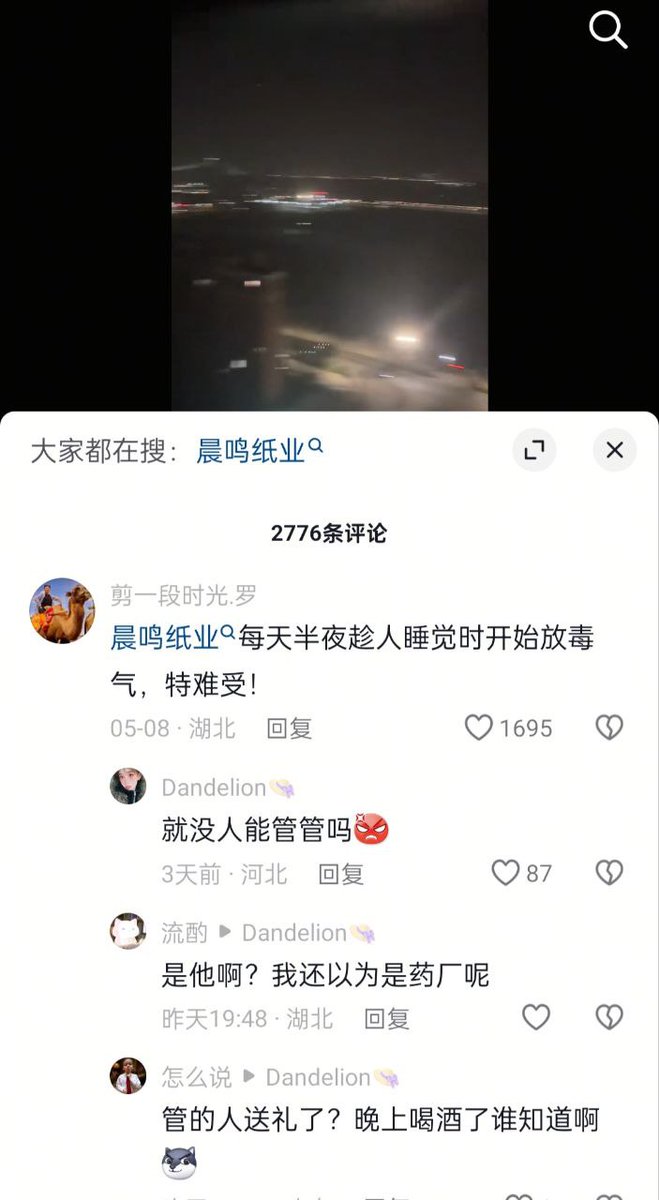 大家都在搜：晨鸣纸业
2776条评论
剪一段时光.罗
晨鸣纸业每天半夜趁人睡觉时开始放毒
气，特难受！
05-08 · 湖北 回复 1695
Dandelion👒
就没人能管管吗😡
3天前 · 河北 回复 87
流酌 ▶ Dandelion👒
是他啊？我还以为是药厂呢
昨天19:48 · 湖北 回复
怎么说 ▶ Dandelion👒
管的人送礼了？晚上喝酒了谁知道啊